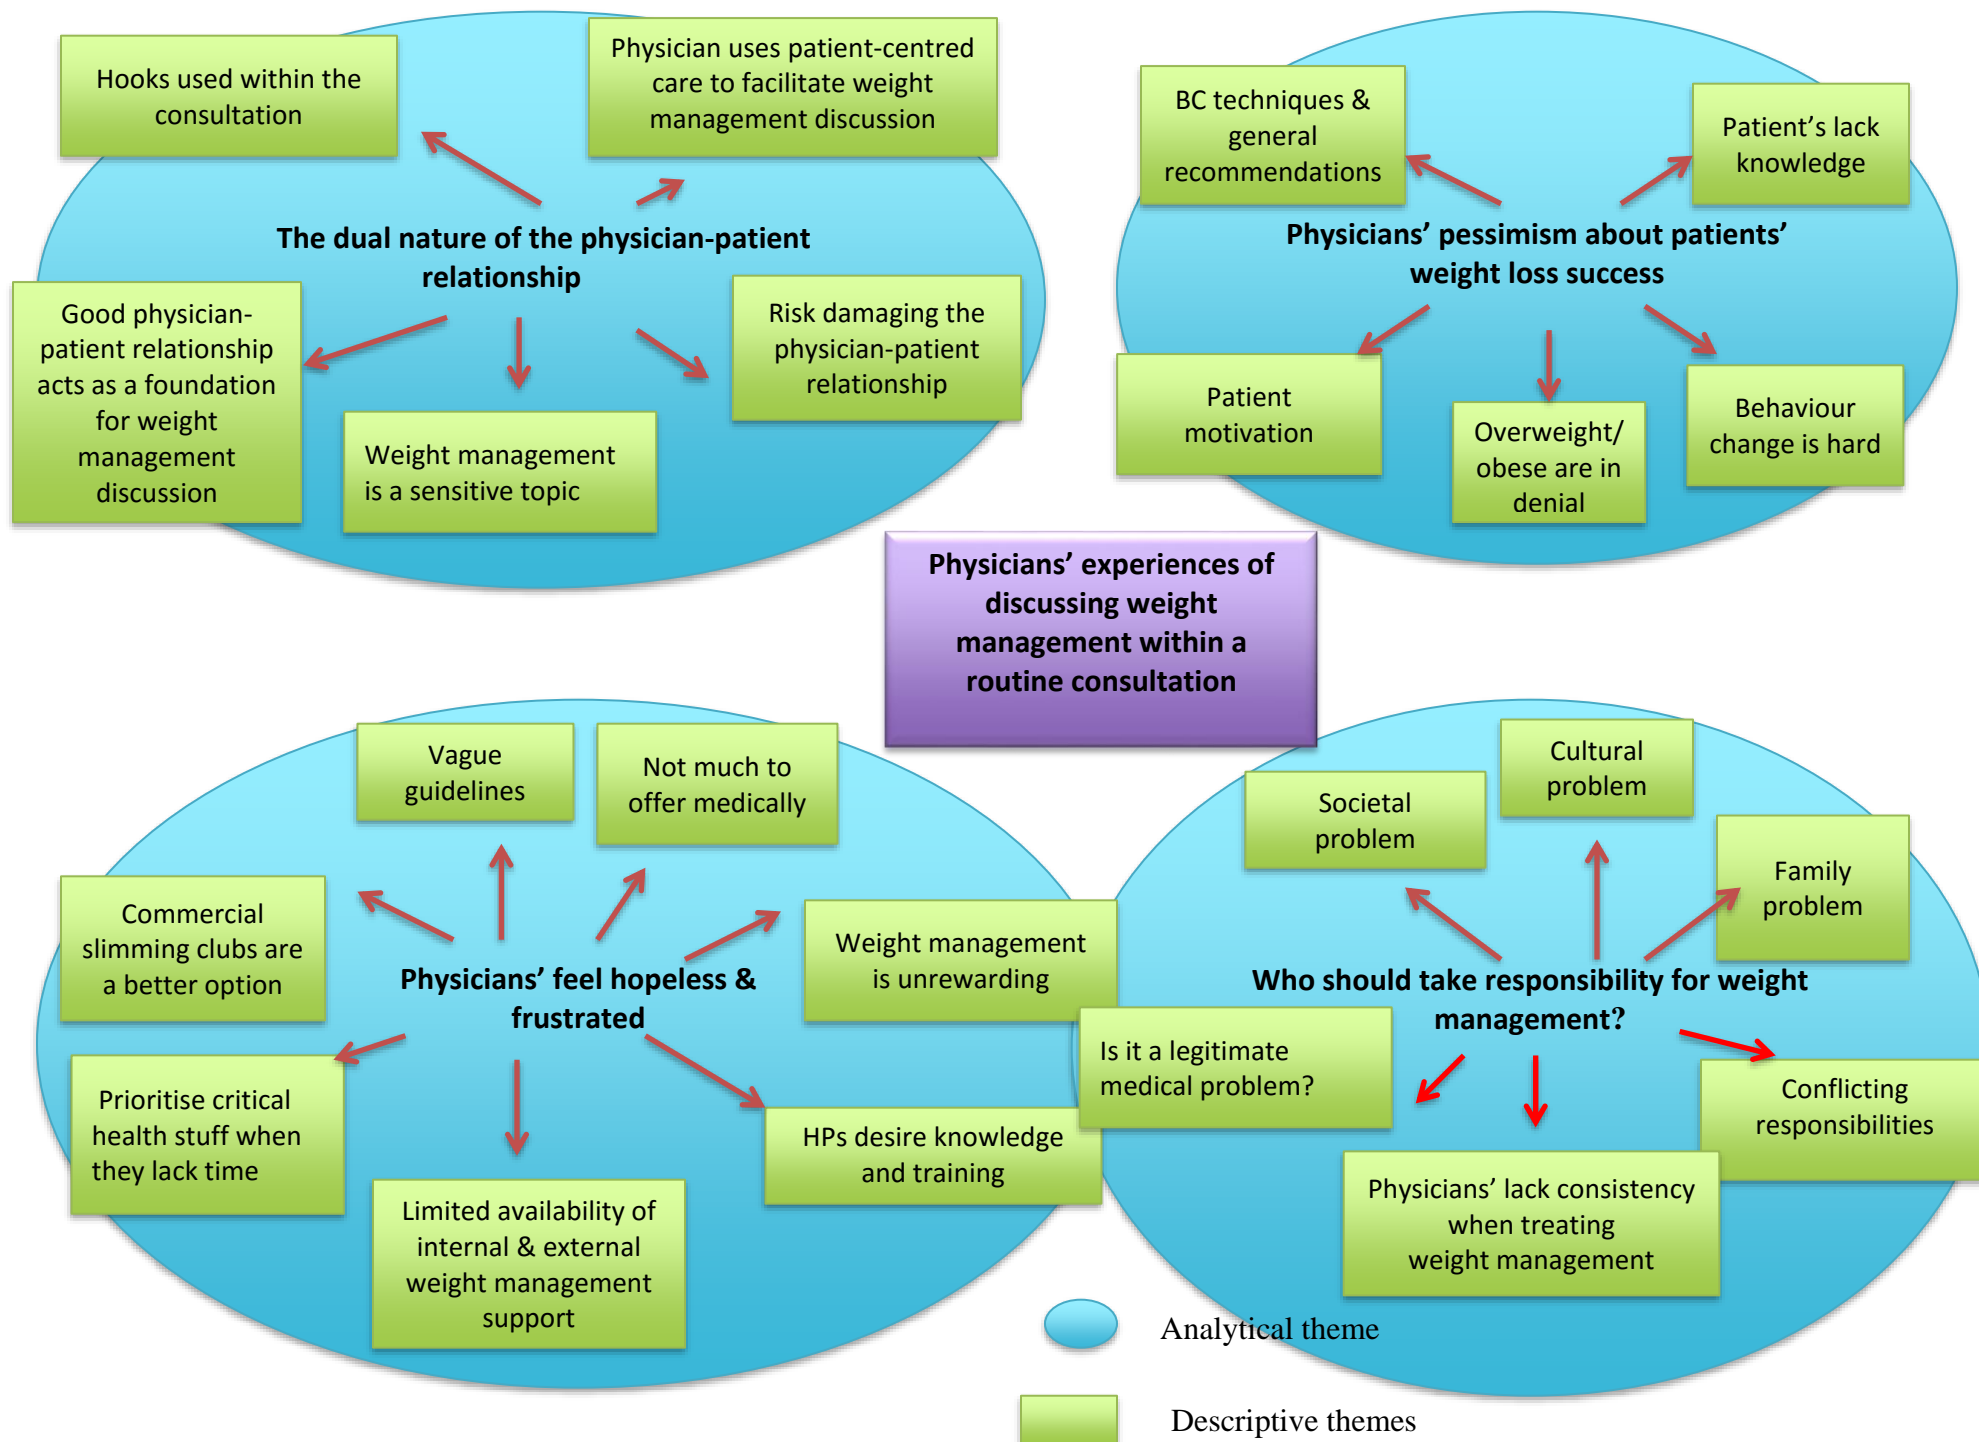 Hooks used within the
consultation
Physician uses patient-centred
care to facilitate weight
management discussion
The dual nature of the physician-patient
relationship
Good physician-
patient relationship
acts as a foundation
for weight
management
discussion
Weight management
is a sensitive topic
Risk damaging the
physician-patient
relationship
BC techniques &
general
recommendations
Patient’s lack
knowledge
Physicians’ pessimism about patients’
weight loss success
Patient
motivation
Overweight/
obese are in
denial
Behaviour
change is hard
Physicians’ experiences of
discussing weight
management within a
routine consultation
Vague
guidelines
Not much to
offer medically
Commercial
slimming clubs are
a better option
Weight management
is unrewarding
Physicians’ feel hopeless &
frustrated
Prioritise critical
health stuff when
they lack time
Limited availability of
internal & external
weight management
support
HPs desire knowledge
and training
Societal
problem
Cultural
problem
Family
problem
Who should take responsibility for weight
management?
Is it a legitimate
medical problem?
Physicians’ lack consistency
when treating
weight management
Conflicting
responsibilities
Analytical theme
Descriptive themes